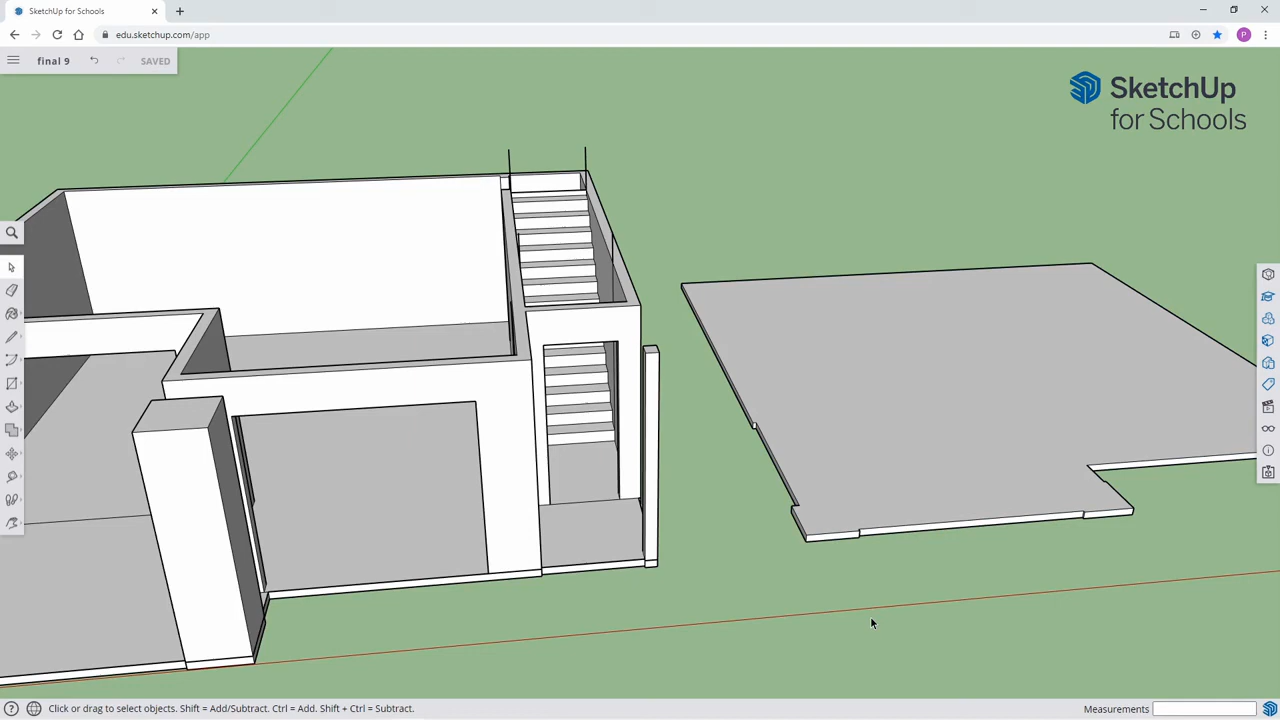 SketchUp for Schools
edu.sketchup.com/app
P
final 9
SAVED
SketchUp
for Schools
Click or drag to select objects. Shift = Add/Subtract. Ctrl = Add. Shift + Ctrl = Subtract.
Measurements